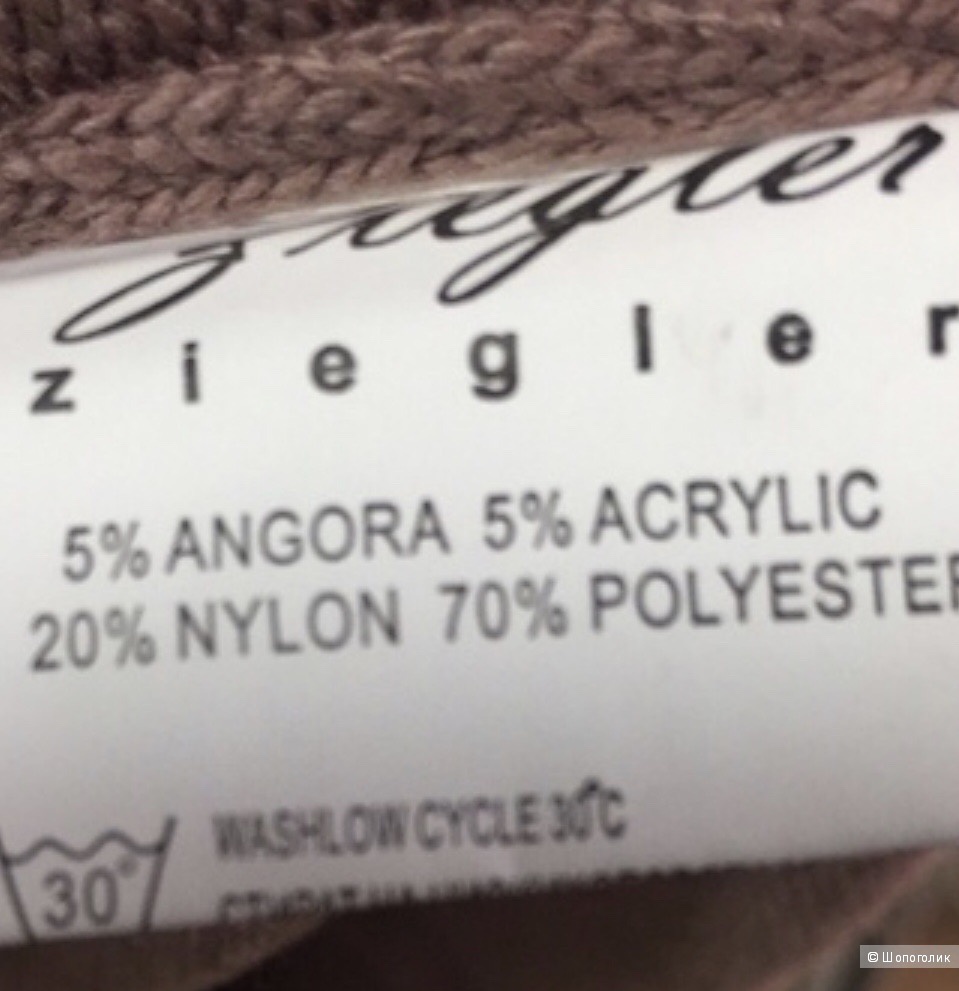 ziegler
z i e g l e r
5% ANGORA 5% ACRYLIC
20% NYLON 70% POLYESTER
WASHLOW CYCLE 30°C
30°
© Шопоголик